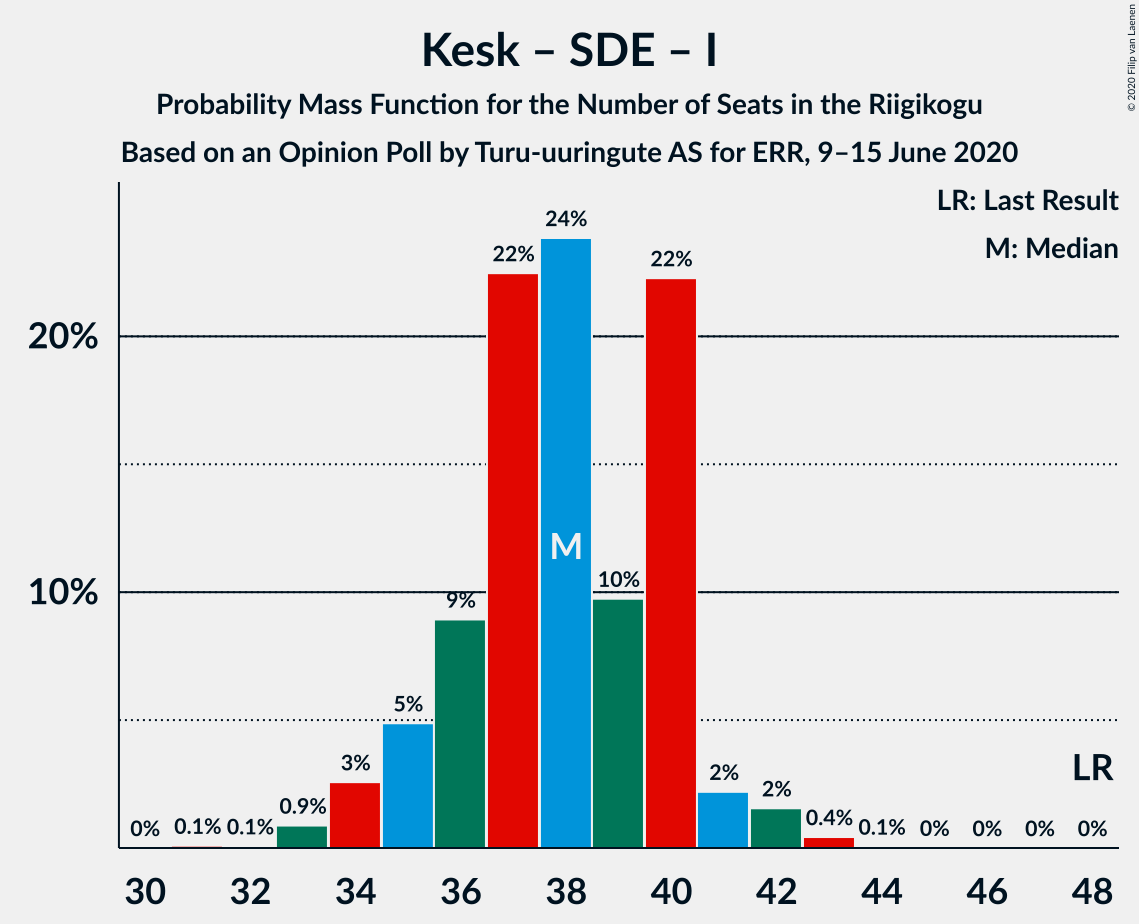 Kesk – SDE – I
Probability Mass Function for the Number of Seats in the Riigikogu
Based on an Opinion Poll by Turu-uuringute AS for ERR, 9–15 June 2020
© 2020 Filip van Laenen
LR: Last Result
M: Median
20%
10%
0% 0.1% 0.1% 0.9% 3% 5% 9% 22% 24% 10% 22% 2% 2% 0.4% 0.1% 0% 0% 0% 0%
M
LR
30 32 34 36 38 40 42 44 46 48